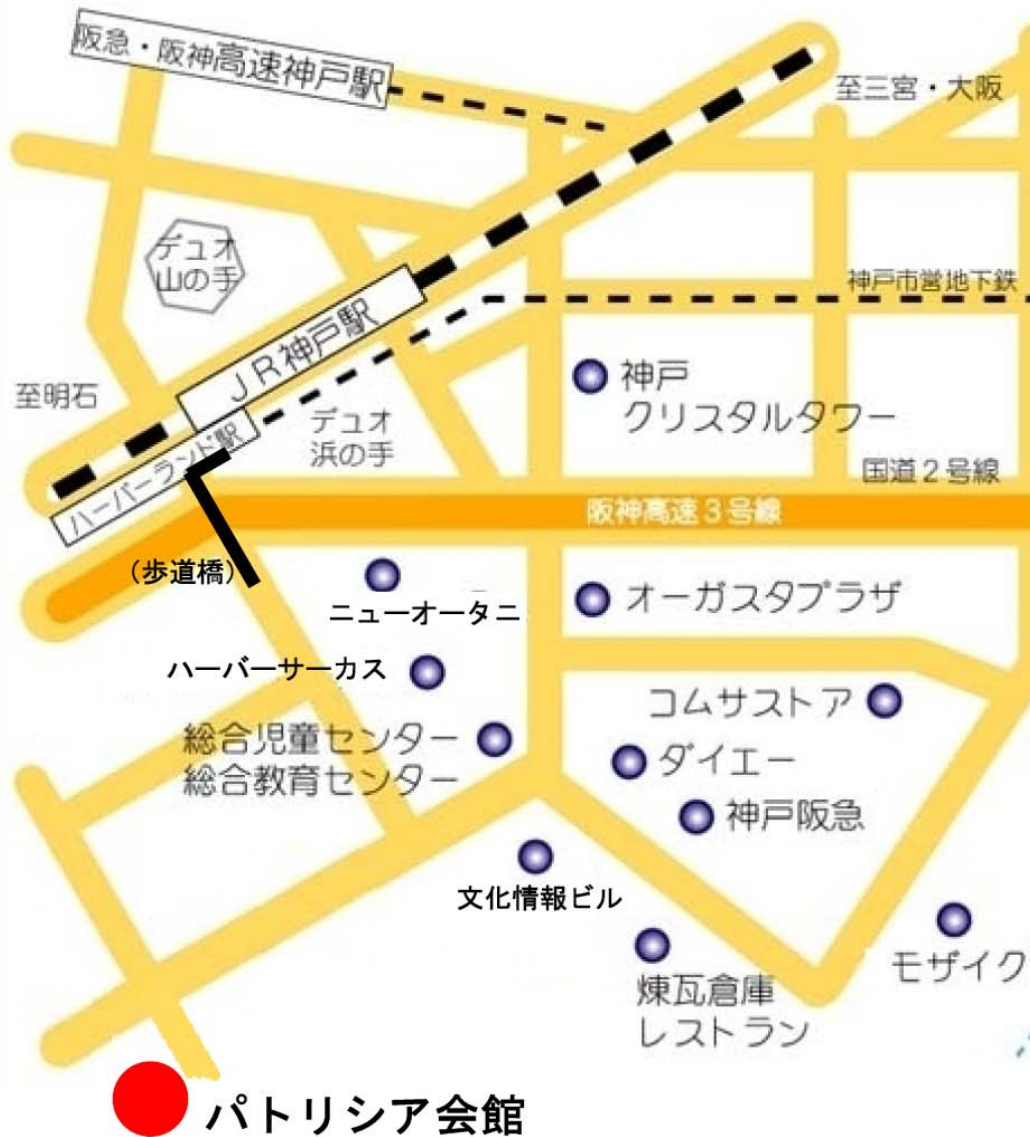 阪急・阪神高速神戸駅
至三宮・大阪
デュオ
山の手
神戸市営地下鉄
JR神戸駅
神戸
クリスタルタワー
至明石
デュオ
浜の手
ハーバーランド駅
国道2号線
阪神高速3号線
(歩道橋)
ニューオータニ
オーガスタプラザ
ハーバーサーカス
コムサストア
総合児童センター
総合教育センター
ダイエー
神戸阪急
文化情報ビル
モザイク
煉瓦倉庫
レストラン
パトリシア会館